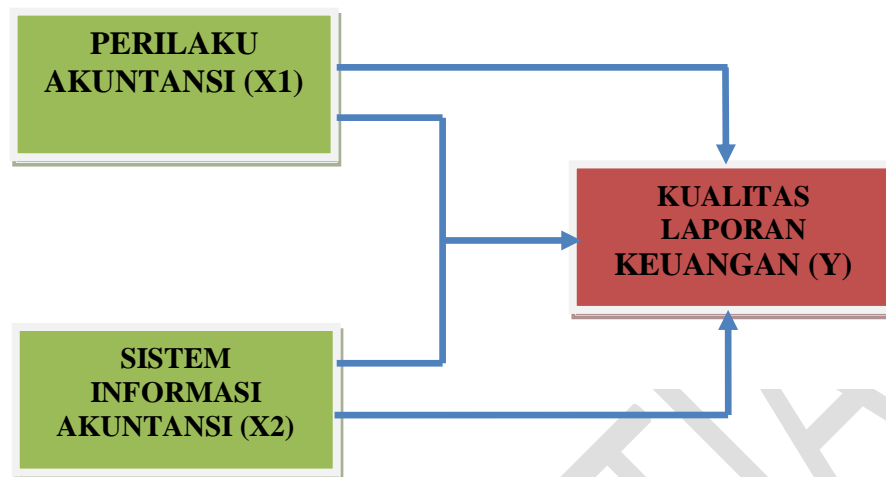 PERILAKU
AKUNTANSI (X1)
KUALITAS
LAPORAN
KEUANGAN (Y)
SISTEM
INFORMASI
AKUNTANSI (X2)